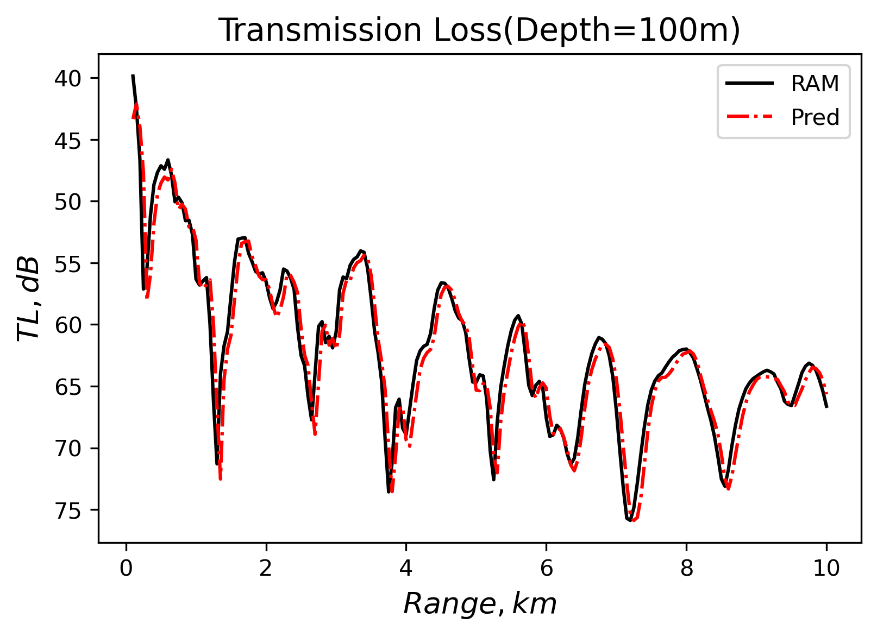 Transmission Loss(Depth=100m)
RAM
Pred
TL, dB
40
45
50
55
60
65
70
75
0 2 4 6 8 10
Range, km